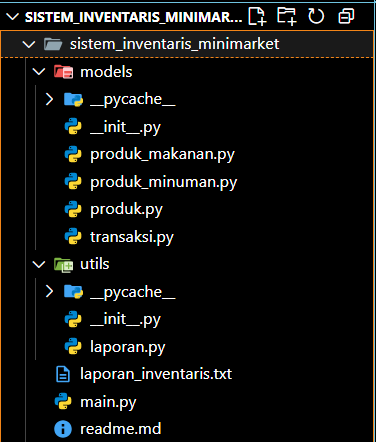 SISTEM_INVENTARIS_MINIMAR...
sistem_inventaris_minimarket
models
__pycache__
__init__.py
produk_makanan.py
produk_minuman.py
produk.py
transaksi.py
utils
__pycache__
__init__.py
laporan.py
laporan_inventaris.txt
main.py
readme.md